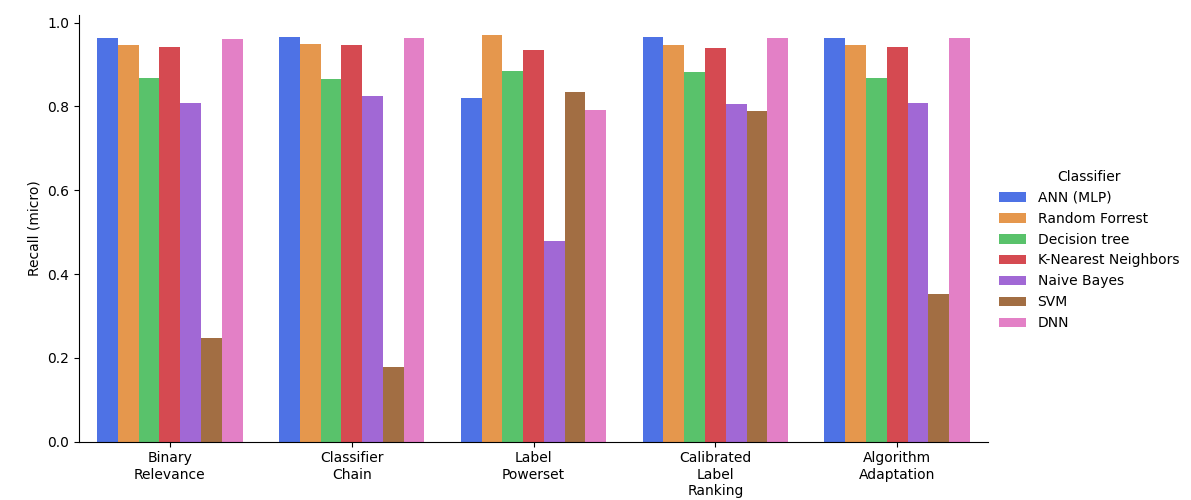 1.0
0.8
0.6
0.4
0.2
0.0
Recall (micro)
Binary
Relevance
Classifier
Chain
Label
Powerset
Calibrated
Label
Ranking
Algorithm
Adaptation
Classifier
ANN (MLP)
Random Forrest
Decision tree
K-Nearest Neighbors
Naive Bayes
SVM
DNN